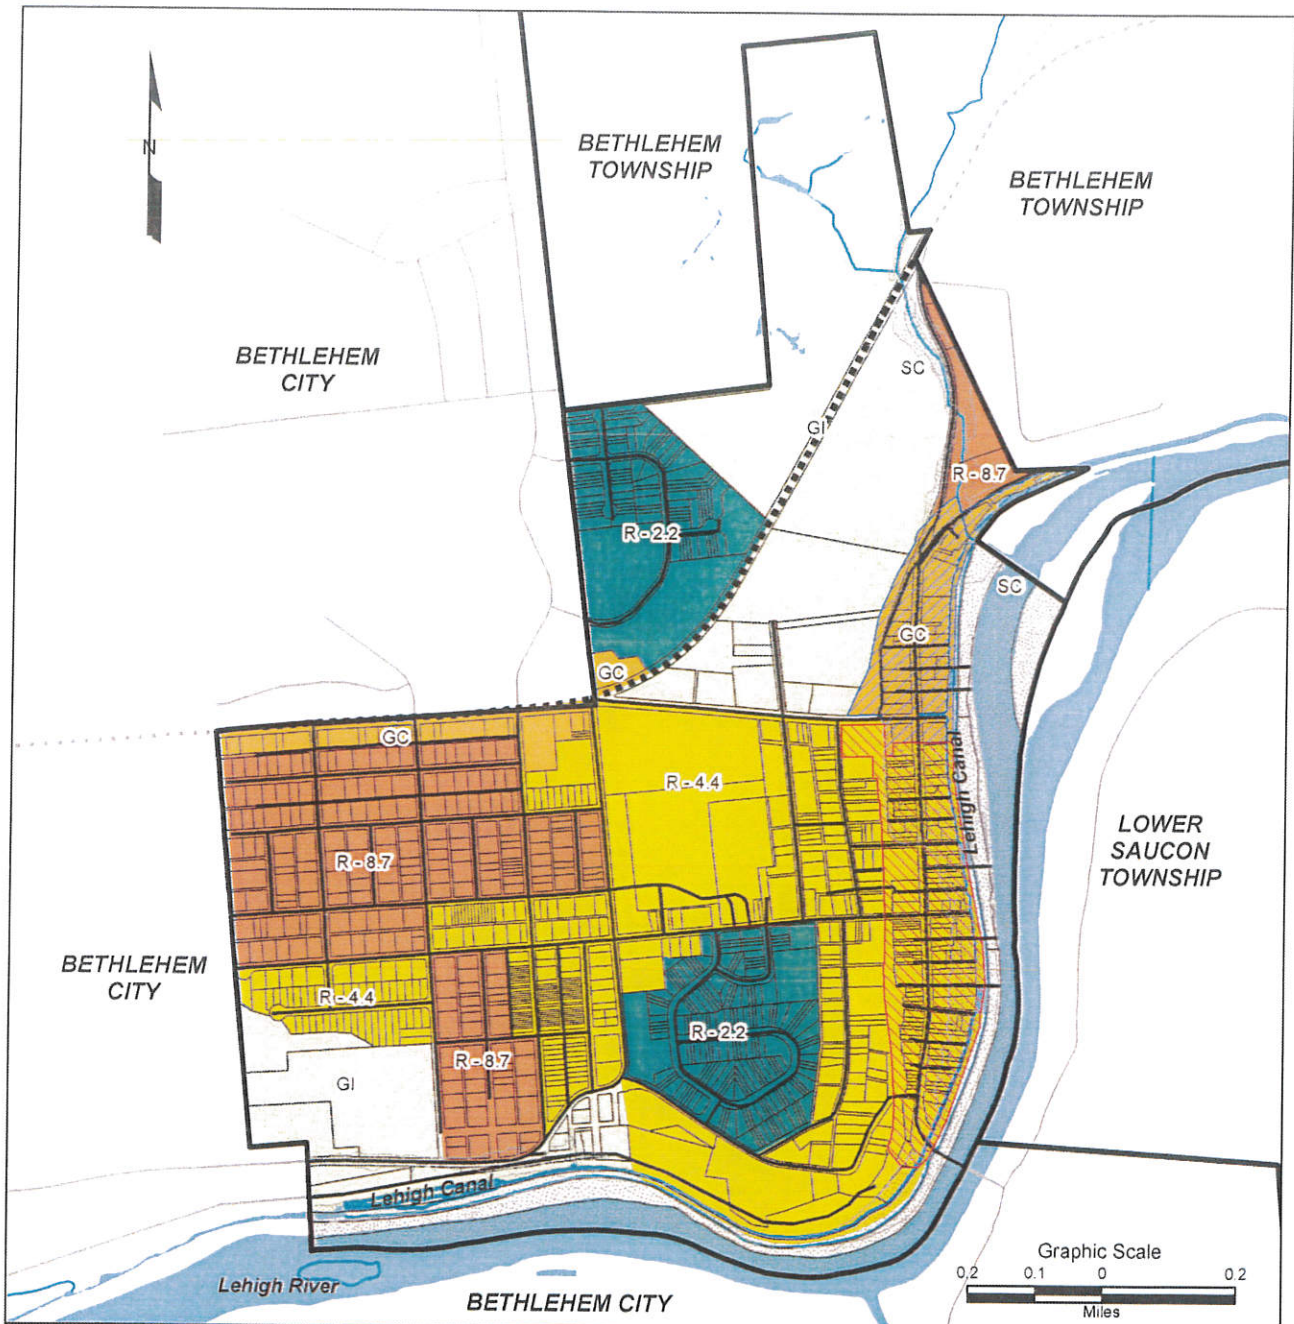 N
BETHLEHEM
TOWNSHIP
BETHLEHEM
TOWNSHIP
BETHLEHEM
CITY
SC
GI
R - 8.7
R - 2.2
SC
GC
GC
GC
R - 4.4
Lehigh Canal
LOWER
SAUCON
TOWNSHIP
R - 8.7
BETHLEHEM
CITY
R - 4.4
R - 2.2
R - 8.7
GI
Lehigh Canal
Graphic Scale
0.2 0.1 0 0.2
Miles
Lehigh River
BETHLEHEM CITY